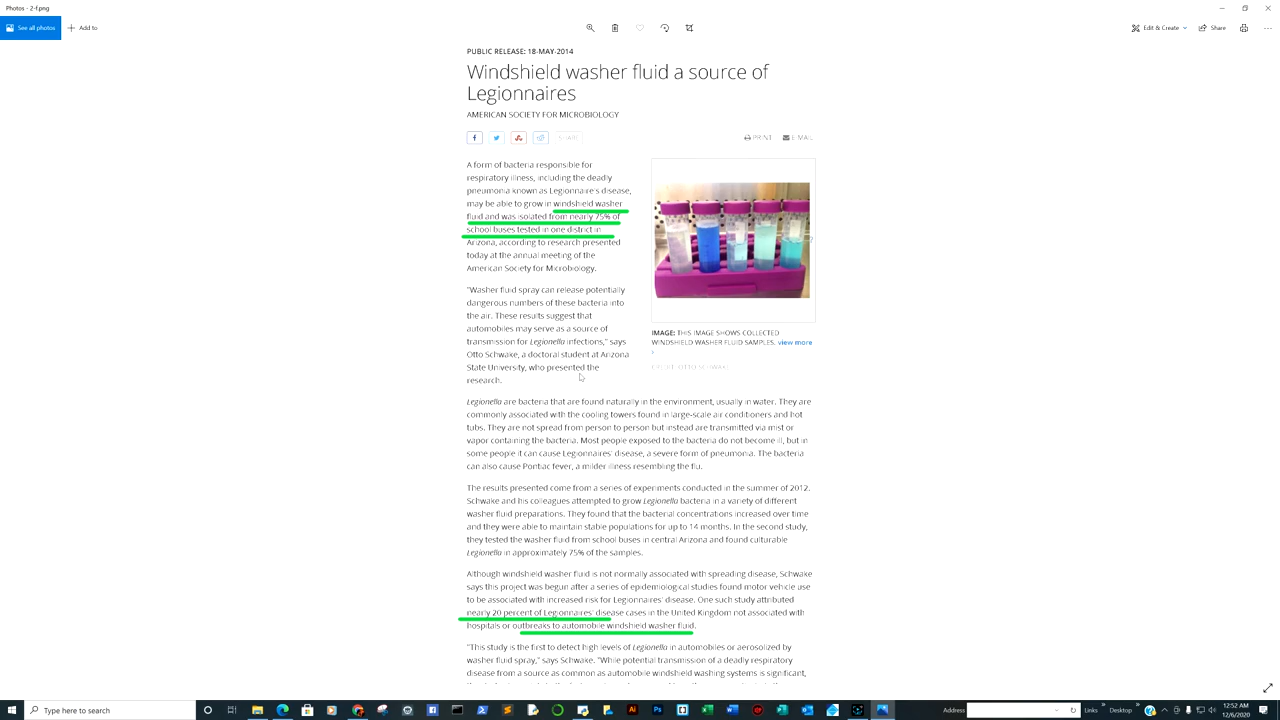 Photos - 2-f.png
See all photos
Add to
Edit & Create
Share
PUBLIC RELEASE: 18-MAY-2014
Windshield washer fluid a source of
Legionnaires
AMERICAN SOCIETY FOR MICROBIOLOGY
SHARE
PRINT
E-MAIL
A form of bacteria responsible for
respiratory illness, including the deadly
pneumonia known as Legionnaire's disease,
may be able to grow in windshield washer
fluid and was isolated from nearly 75% of
school buses tested in one district in
Arizona, according to research presented
today at the annual meeting of the
American Society for Microbiology.
"Washer fluid spray can release potentially
dangerous numbers of these bacteria into
the air. These results suggest that
automobiles may serve as a source of
transmission for Legionella infections," says
Otto Schwake, a doctoral student at Arizona
State University, who presented the
research.
IMAGE: THIS IMAGE SHOWS COLLECTED
WINDSHIELD WASHER FLUID SAMPLES. view more
›
CREDIT: OTTO SCHWAKE
Legionella are bacteria that are found naturally in the environment, usually in water. They are
commonly associated with the cooling towers found in large-scale air conditioners and hot
tubs. They are not spread from person to person but instead are transmitted via mist or
vapor containing the bacteria. Most people exposed to the bacteria do not become ill, but in
some people it can cause Legionnaires' disease, a severe form of pneumonia. The bacteria
can also cause Pontiac fever, a milder illness resembling the flu.
The results presented come from a series of experiments conducted in the summer of 2012.
Schwake and his colleagues attempted to grow Legionella bacteria in a variety of different
washer fluid preparations. They found that the bacterial concentrations increased over time
and they were able to maintain stable populations for up to 14 months. In the second study,
they tested the washer fluid from school buses in central Arizona and found culturable
Legionella in approximately 75% of the samples.
Although windshield washer fluid is not normally associated with spreading disease, Schwake
says this project was begun after a series of epidemiological studies found motor vehicle use
to be associated with increased risk for Legionnaires' disease. One such study attributed
nearly 20 percent of Legionnaires' disease cases in the United Kingdom not associated with
hospitals or outbreaks to automobile windshield washer fluid.
"This study is the first to detect high levels of Legionella in automobiles or aerosolized by
washer fluid spray," says Schwake. "While potential transmission of a deadly respiratory
disease from a source as common as automobile windshield washing systems is significant,
Type here to search
Address
Links
Desktop
12:52 AM
12/6/2020